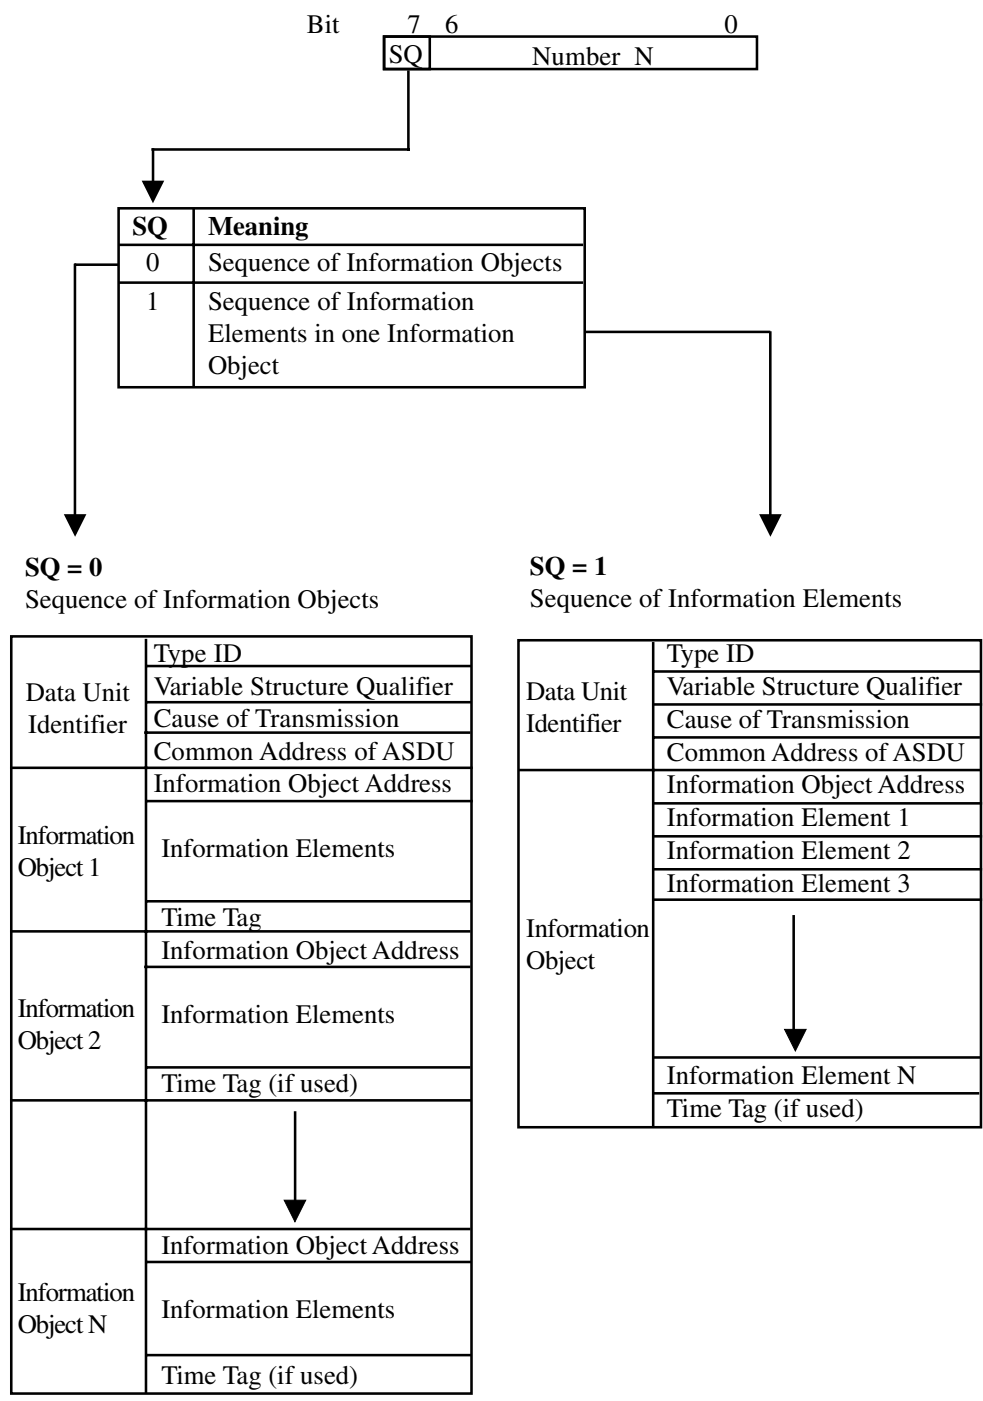 Bit 7 6 0
SQ Number N
SQ Meaning
0 Sequence of Information Objects
1 Sequence of Information
Elements in one Information
Object
SQ = 0
Sequence of Information Objects
Data Unit
Identifier
Type ID
Variable Structure Qualifier
Cause of Transmission
Common Address of ASDU
Information
Object 1
Information Object Address
Information Elements
Time Tag
Information
Object 2
Information Object Address
Information Elements
Time Tag (if used)
Information
Object N
Information Object Address
Information Elements
Time Tag (if used)
SQ = 1
Sequence of Information Elements
Data Unit
Identifier
Type ID
Variable Structure Qualifier
Cause of Transmission
Common Address of ASDU
Information
Object
Information Object Address
Information Element 1
Information Element 2
Information Element 3
Information Element N
Time Tag (if used)